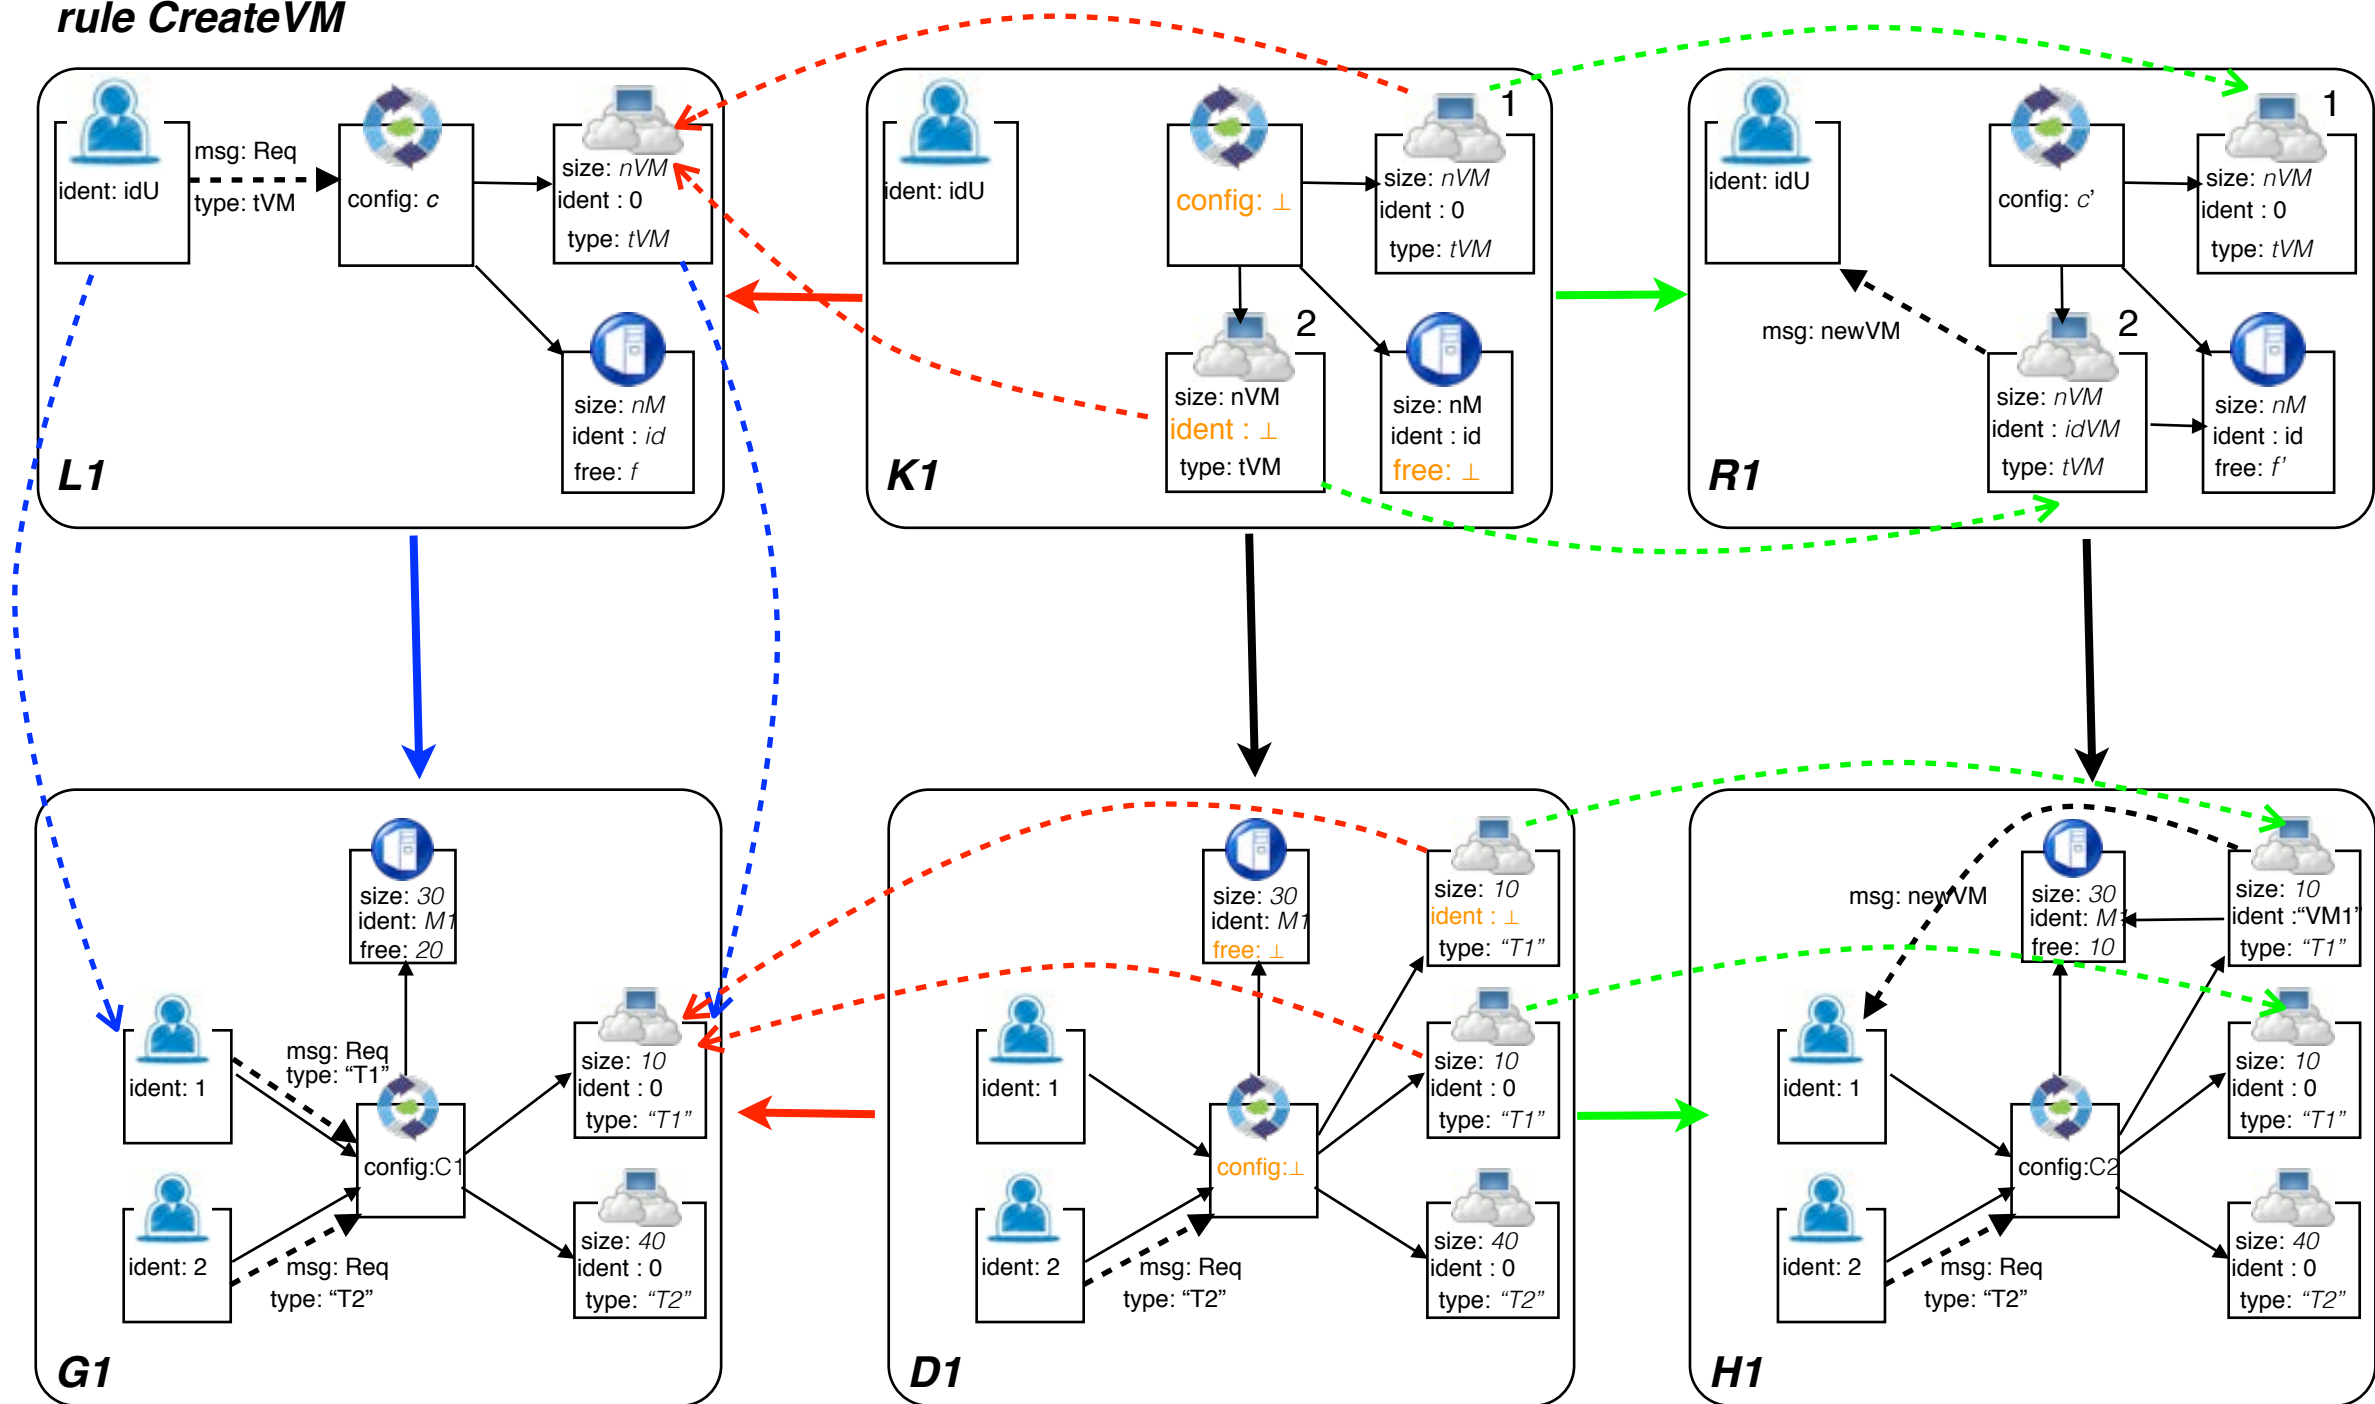 rule CreateVM
ident: idU
msg: Req
type: tVM
config: c
size: nVM
ident : 0
type: tVM
size: nM
ident : id
free: f
L1
ident: idU
config: ⊥
1
size: nVM
ident : 0
type: tVM
2
size: nVM
ident : ⊥
type: tVM
size: nM
ident : id
free: ⊥
K1
ident: idU
config: c'
1
size: nVM
ident : 0
type: tVM
msg: newVM
2
size: nVM
ident : idVM
type: tVM
size: nM
ident : id
free: f'
R1
size: 30
ident: M1
free: 20
ident: 1
msg: Req
type: “T1”
size: 10
ident : 0
type: “T1”
config:C1
ident: 2
msg: Req
type: “T2”
size: 40
ident : 0
type: “T2”
G1
size: 30
ident: M1
free: ⊥
size: 10
ident : ⊥
type: “T1”
ident: 1
size: 10
ident : 0
type: “T1”
config:⊥
ident: 2
msg: Req
type: “T2”
size: 40
ident : 0
type: “T2”
D1
msg: newVM
size: 30
ident: M1
free: 10
size: 10
ident :“VM1”
type: “T1”
ident: 1
size: 10
ident : 0
type: “T1”
config:C2
ident: 2
msg: Req
type: “T2”
size: 40
ident : 0
type: “T2”
H1